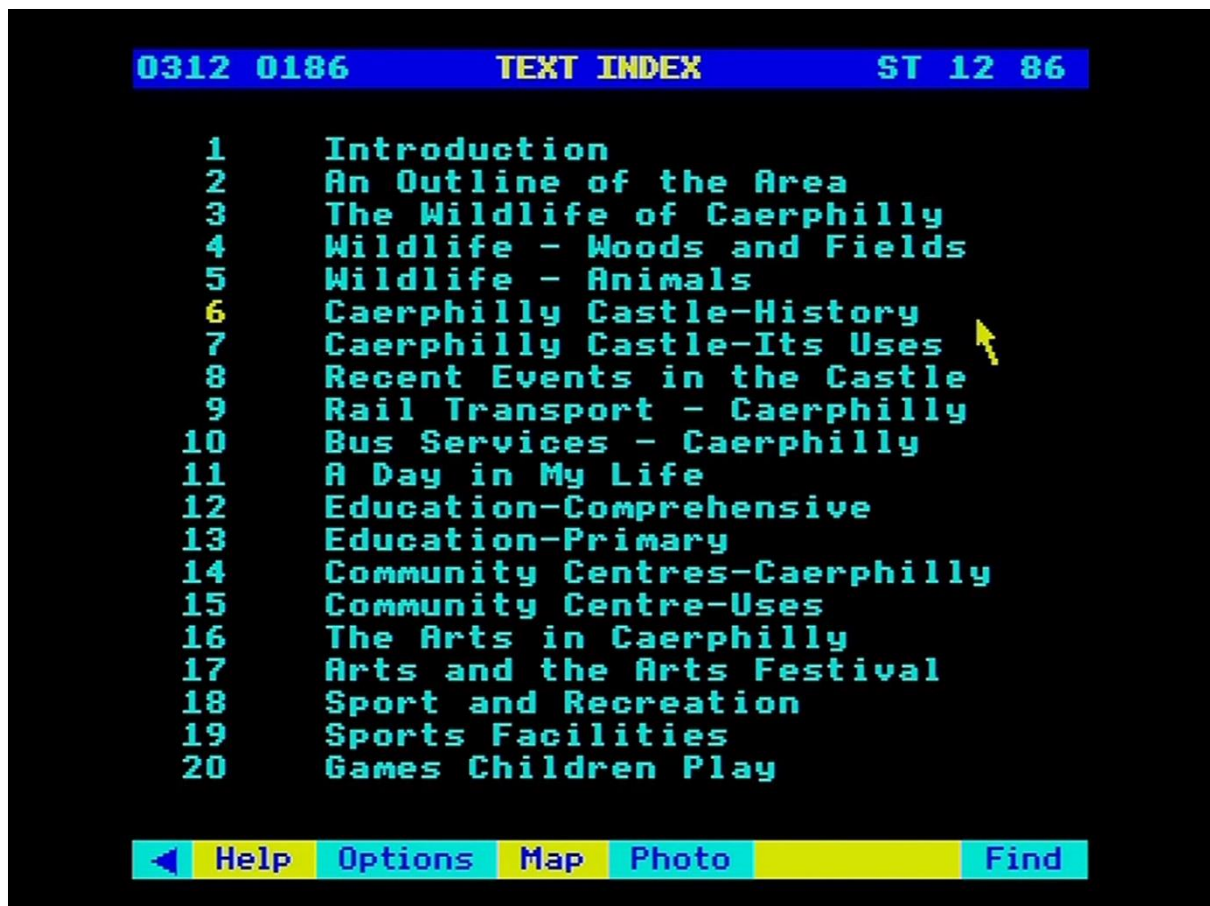 0312 0186 TEXT INDEX ST 12 86
1 Introduction
2 An Outline of the Area
3 The Wildlife of Caerphilly
4 Wildlife - Woods and Fields
5 Wildlife - Animals
6 Caerphilly Castle-History
7 Caerphilly Castle-Its Uses
8 Recent Events in the Castle
9 Rail Transport - Caerphilly
10 Bus Services - Caerphilly
11 A Day in My Life
12 Education-Comprehensive
13 Education-Primary
14 Community Centres-Caerphilly
15 Community Centre-Uses
16 The Arts in Caerphilly
17 Arts and the Arts Festival
18 Sport and Recreation
19 Sports Facilities
20 Games Children Play
Help Options Map Photo Find